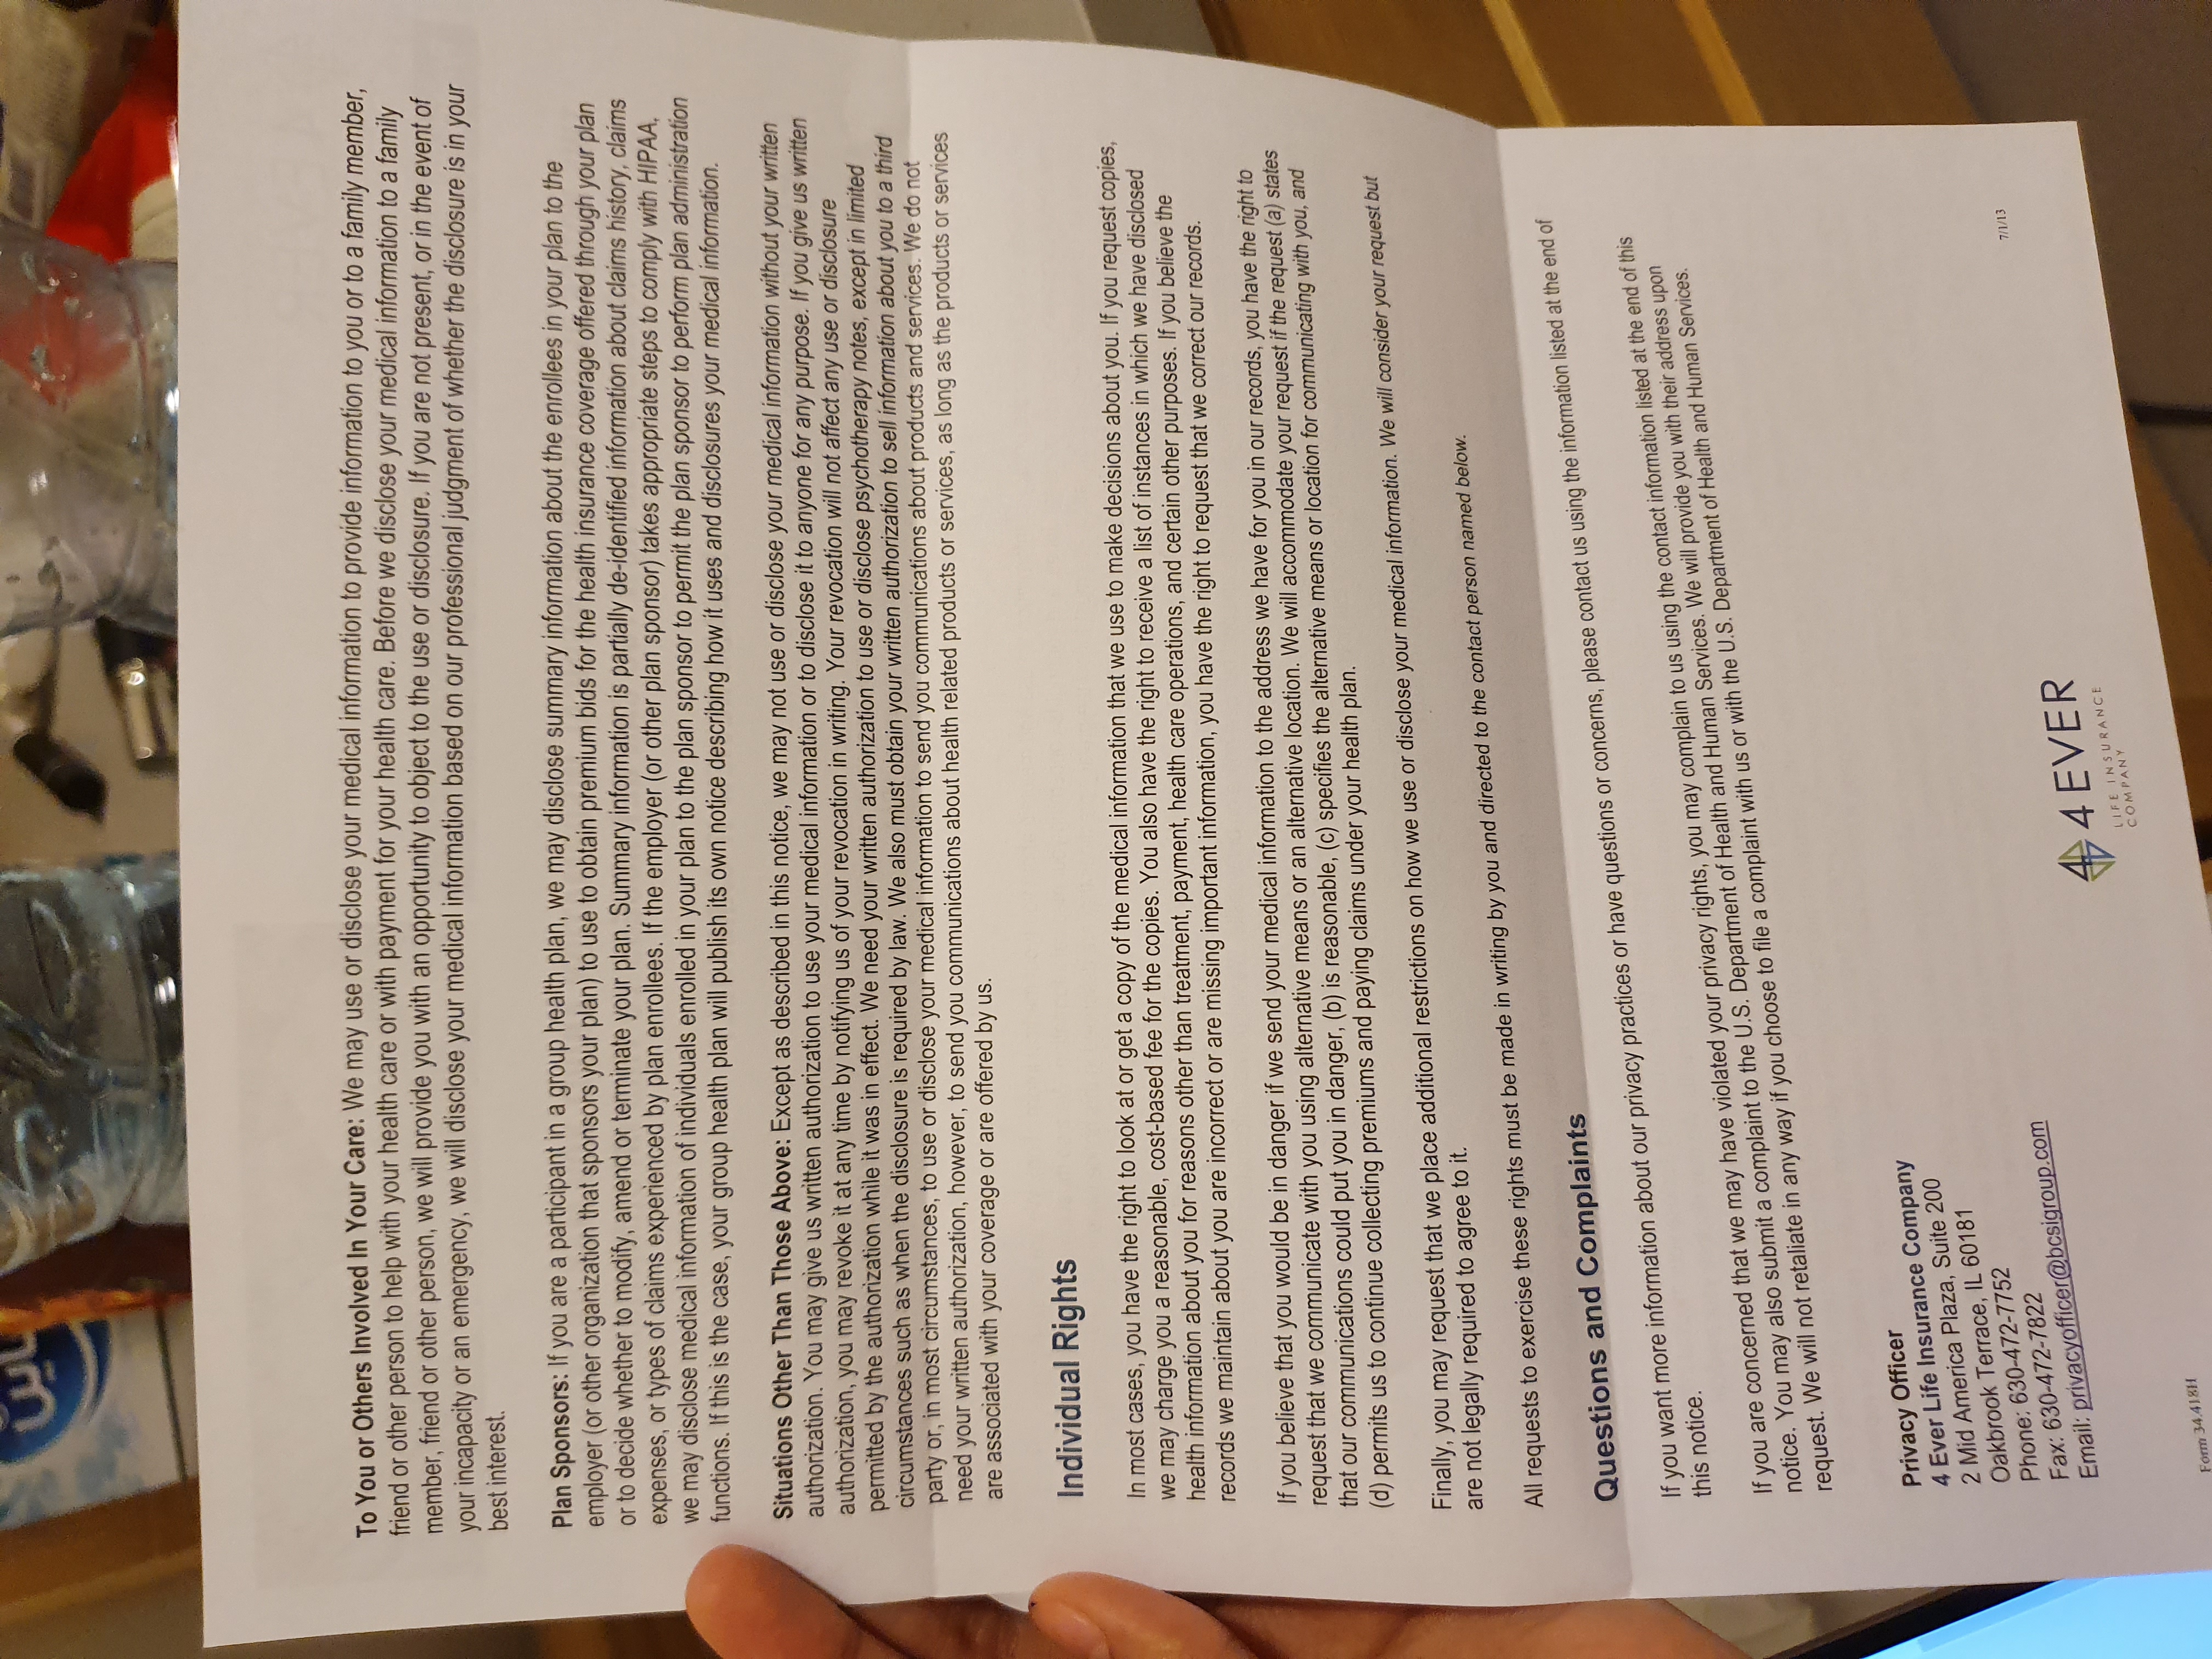 ـاين
To You or Others Involved In Your Care: We may use or disclose your medical information to provide information to you or to a family member,
friend or other person to help with your health care or with payment for your health care. Before we disclose your medical information to a family
member, friend or other person, we will provide you with an opportunity to object to the use or disclosure. If you are not present, or in the event of
your incapacity or an emergency, we will disclose your medical information based on our professional judgment of whether the disclosure is in your
best interest.
Plan Sponsors: If you are a participant in a group health plan, we may disclose summary information about the enrollees in your plan to the
employer (or other organization that sponsors your plan) to use to obtain premium bids for the health insurance coverage offered through your plan
or to decide whether to modify, amend or terminate your plan. Summary information is partially de-identified information about claims history, claims
expenses, or types of claims experienced by plan enrollees. If the employer (or other plan sponsor) takes appropriate steps to comply with HIPAA,
we may disclose medical information of individuals enrolled in your plan to the plan sponsor to permit the plan sponsor to perform plan administration
functions. If this is the case, your group health plan will publish its own notice describing how it uses and disclosures your medical information.
Situations Other Than Those Above: Except as described in this notice, we may not use or disclose your medical information without your written
authorization. You may give us written authorization to use your medical information or to disclose it to anyone for any purpose. If you give us written
authorization, you may revoke it at any time by notifying us of your revocation in writing. Your revocation will not affect any use or disclosure
permitted by the authorization while it was in effect. We need your written authorization to use or disclose psychotherapy notes, except in limited
circumstances such as when the disclosure is required by law. We also must obtain your written authorization to sell information about you to a third
party or, in most circumstances, to use or disclose your medical information to send you communications about products and services. We do not
need your written authorization, however, to send you communications about health related products or services, as long as the products or services
are associated with your coverage or are offered by us.
Individual Rights
In most cases, you have the right to look at or get a copy of the medical information that we use to make decisions about you. If you request copies,
we may charge you a reasonable, cost-based fee for the copies. You also have the right to receive a list of instances in which we have disclosed
health information about you for reasons other than treatment, payment, health care operations, and certain other purposes. If you believe the
records we maintain about you are incorrect or are missing important information, you have the right to request that we correct our records.
If you believe that you would be in danger if we send your medical information to the address we have for you in our records, you have the right to
request that we communicate with you using alternative means or an alternative location. We will accommodate your request if the request (a) states
that our communications could put you in danger, (b) is reasonable, (c) specifies the alternative means or location for communicating with you, and
(d) permits us to continue collecting premiums and paying claims under your health plan.
Finally, you may request that we place additional restrictions on how we use or disclose your medical information. We will consider your request but
are not legally required to agree to it.
All requests to exercise these rights must be made in writing by you and directed to the contact person named below.
Questions and Complaints
If you want more information about our privacy practices or have questions or concerns, please contact us using the information listed at the end of
this notice.
If you are concerned that we may have violated your privacy rights, you may complain to us using the contact information listed at the end of this
notice. You may also submit a complaint to the U.S. Department of Health and Human Services. We will provide you with their address upon
request. We will not retaliate in any way if you choose to file a complaint with us or with the U.S. Department of Health and Human Services.
Privacy Officer
4 Ever Life Insurance Company
2 Mid America Plaza, Suite 200
Oakbrook Terrace, IL 60181
Phone: 630-472-7752
Fax: 630-472-7822
Email: privacyofficer@bcsigroup.com
7/1/13
4 EVER
LIFE INSURANCE
COMPANY
Form 34.418H